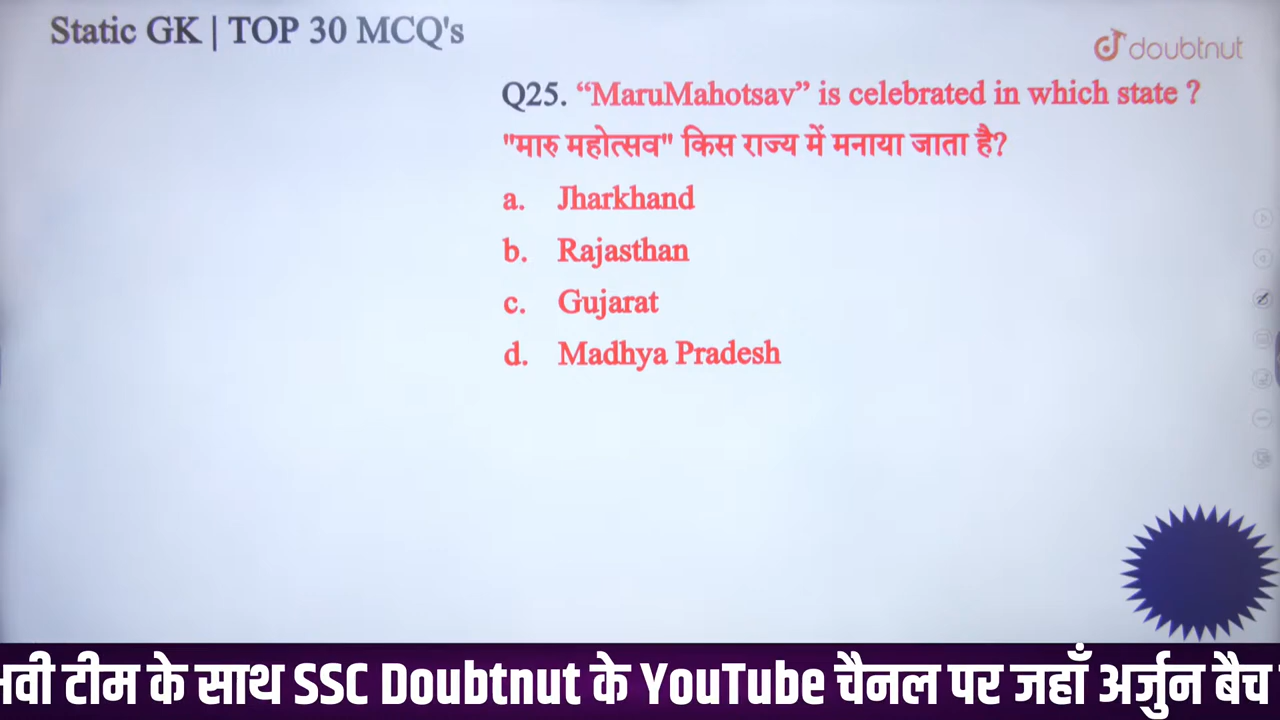 Static GK | TOP 30 MCQ's
doubtnut
Q25. “MaruMahotsav” is celebrated in which state ?
"मारु महोत्सव" किस राज्य में मनाया जाता है?
a. Jharkhand
b. Rajasthan
c. Gujarat
d. Madhya Pradesh
टीम के साथ SSC Doubtnut के YouTube चैनल पर जहाँ अर्जुन बैच